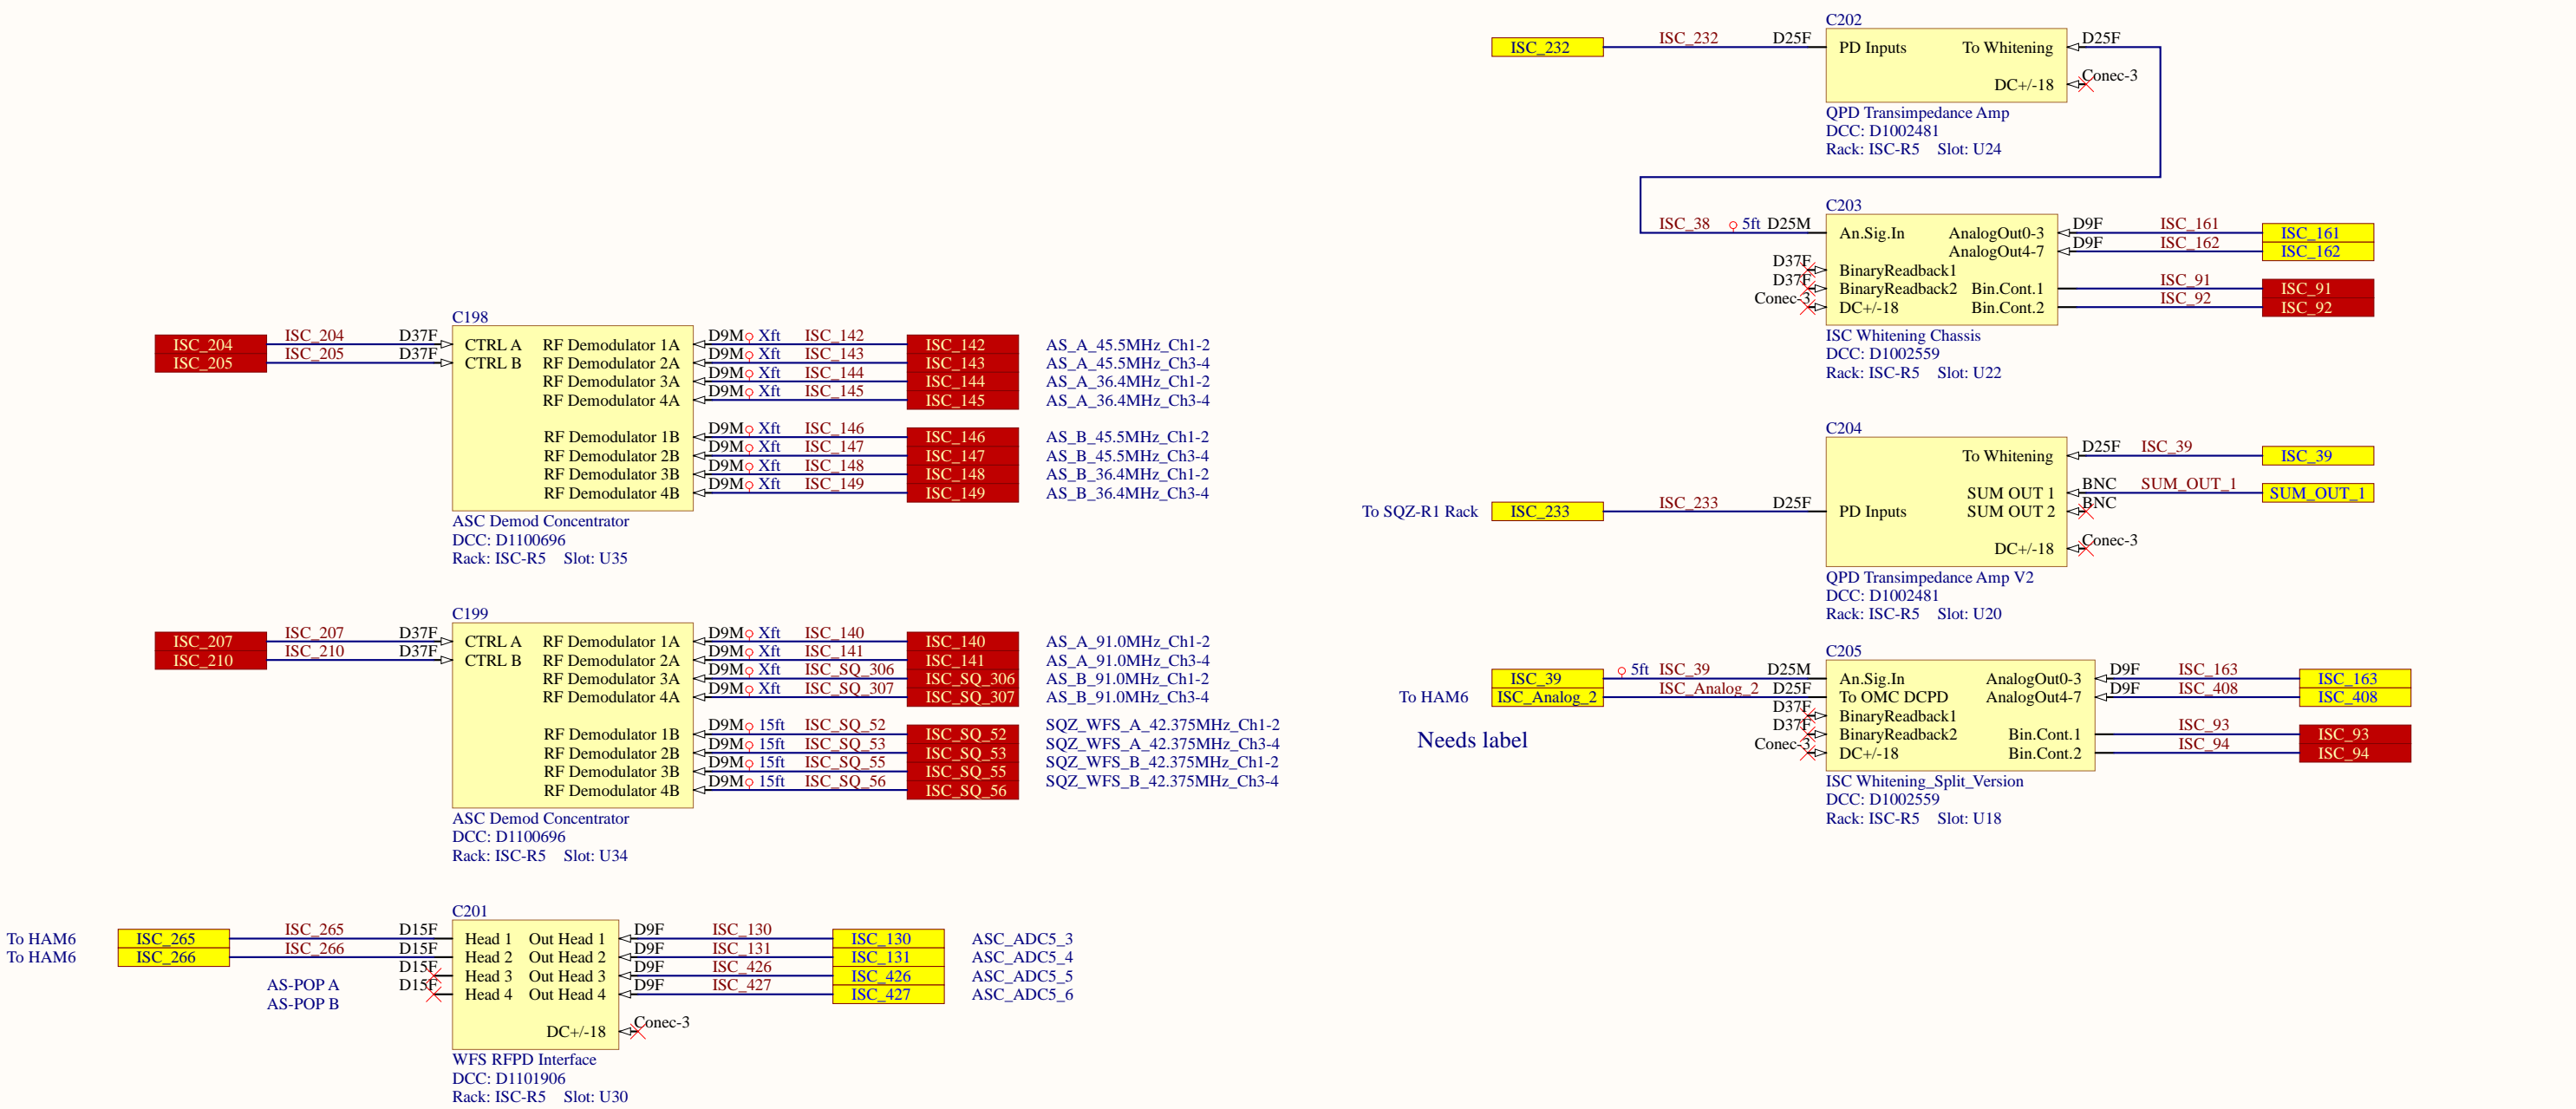 C198
ISC_204 ISC_204 D37F CTRL A RF Demodulator 1A D9M Xft ISC_142 ISC_142 AS_A_45.5MHz_Ch1-2
ISC_205 ISC_205 D37F CTRL B RF Demodulator 2A D9M Xft ISC_143 ISC_143 AS_A_45.5MHz_Ch3-4
RF Demodulator 3A D9M Xft ISC_144 ISC_144 AS_A_36.4MHz_Ch1-2
RF Demodulator 4A D9M Xft ISC_145 ISC_145 AS_A_36.4MHz_Ch3-4
RF Demodulator 1B D9M Xft ISC_146 ISC_146 AS_B_45.5MHz_Ch1-2
RF Demodulator 2B D9M Xft ISC_147 ISC_147 AS_B_45.5MHz_Ch3-4
RF Demodulator 3B D9M Xft ISC_148 ISC_148 AS_B_36.4MHz_Ch1-2
RF Demodulator 4B D9M Xft ISC_149 ISC_149 AS_B_36.4MHz_Ch3-4
ASC Demod Concentrator
DCC: D1100696
Rack: ISC-R5 Slot: U35
C199
ISC_207 ISC_207 D37F CTRL A RF Demodulator 1A D9M Xft ISC_140 ISC_140 AS_A_91.0MHz_Ch1-2
ISC_210 ISC_210 D37F CTRL B RF Demodulator 2A D9M Xft ISC_141 ISC_141 AS_A_91.0MHz_Ch3-4
RF Demodulator 3A D9M Xft ISC_SQ_306 ISC_SQ_306 AS_B_91.0MHz_Ch1-2
RF Demodulator 4A D9M Xft ISC_SQ_307 ISC_SQ_307 AS_B_91.0MHz_Ch3-4
RF Demodulator 1B D9M 15ft ISC_SQ_52 ISC_SQ_52 SQZ_WFS_A_42.375MHz_Ch1-2
RF Demodulator 2B D9M 15ft ISC_SQ_53 ISC_SQ_53 SQZ_WFS_A_42.375MHz_Ch3-4
RF Demodulator 3B D9M 15ft ISC_SQ_55 ISC_SQ_55 SQZ_WFS_B_42.375MHz_Ch1-2
RF Demodulator 4B D9M 15ft ISC_SQ_56 ISC_SQ_56 SQZ_WFS_B_42.375MHz_Ch3-4
ASC Demod Concentrator
DCC: D1100696
Rack: ISC-R5 Slot: U34
C201
To HAM6 ISC_265 ISC_265 D15F Head 1 Out Head 1 D9F ISC_130 ISC_130 ASC_ADC5_3
To HAM6 ISC_266 ISC_266 D15F Head 2 Out Head 2 D9F ISC_131 ISC_131 ASC_ADC5_4
D15F Head 3 Out Head 3 D9F ISC_426 ISC_426 ASC_ADC5_5
AS-POP A D15F Head 4 Out Head 4 D9F ISC_427 ISC_427 ASC_ADC5_6
AS-POP B
DC+/-18 Conec-3
WFS RFPD Interface
DCC: D1101906
Rack: ISC-R5 Slot: U30
C202
ISC_232 ISC_232 D25F PD Inputs To Whitening D25F
DC+/-18 Conec-3
QPD Transimpedance Amp
DCC: D1002481
Rack: ISC-R5 Slot: U24
C203
ISC_38 5ft D25M An.Sig.In AnalogOut0-3 D9F ISC_161 ISC_161
AnalogOut4-7 D9F ISC_162 ISC_162
D37F BinaryReadback1
D37F BinaryReadback2 Bin.Cont.1 ISC_91 ISC_91
Conec-3 DC+/-18 Bin.Cont.2 ISC_92 ISC_92
ISC Whitening Chassis
DCC: D1002559
Rack: ISC-R5 Slot: U22
C204
To Whitening D25F ISC_39 ISC_39
SUM OUT 1 BNC SUM_OUT_1 SUM_OUT_1
To SQZ-R1 Rack ISC_233 ISC_233 D25F PD Inputs SUM OUT 2 BNC
DC+/-18 Conec-3
QPD Transimpedance Amp V2
DCC: D1002481
Rack: ISC-R5 Slot: U20
C205
ISC_39 5ft ISC_39 D25M An.Sig.In AnalogOut0-3 D9F ISC_163 ISC_163
To HAM6 ISC_Analog_2 ISC_Analog_2 D25F To OMC DCPD AnalogOut4-7 D9F ISC_408 ISC_408
D37F BinaryReadback1
Needs label D37F BinaryReadback2 Bin.Cont.1 ISC_93 ISC_93
Conec-3 DC+/-18 Bin.Cont.2 ISC_94 ISC_94
ISC Whitening_Split_Version
DCC: D1002559
Rack: ISC-R5 Slot: U18